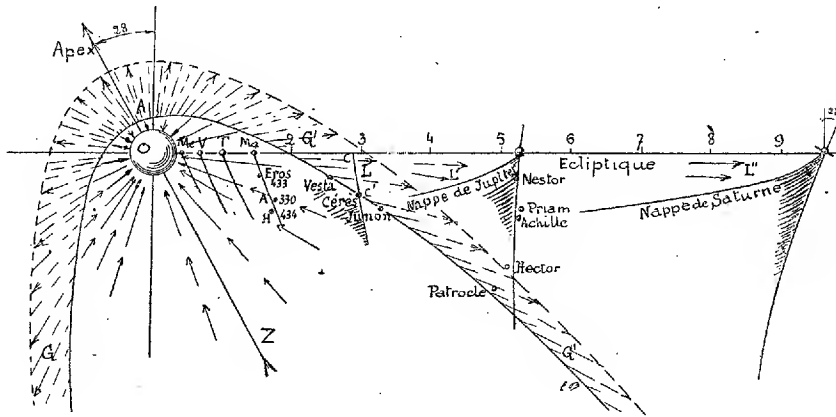 28
Apex
A
O
Me V T Ma 2 G' 3 4 5 6 7 8 9
C
L
L'
Ecliptique
L"
Eros
433
Vesta
C'
Cérès
Junon
Nappe de Jupiter
Nestor
Nappe de Saturne
A 330
H 434
Priam
Achille
Hector
Patrocle
Z
G
G'